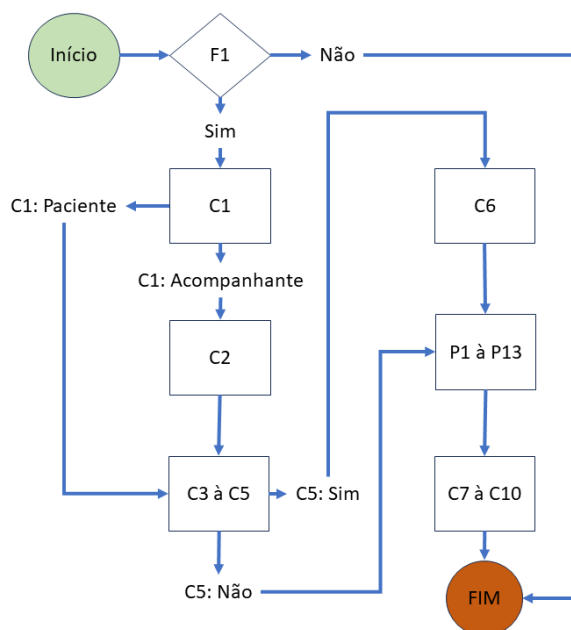 Início
F1
Não
Sim
C1
C1: Paciente
C1: Acompanhante
C2
C3 à C5
C5: Sim
C5: Não
C6
P1 à P13
C7 à C10
FIM